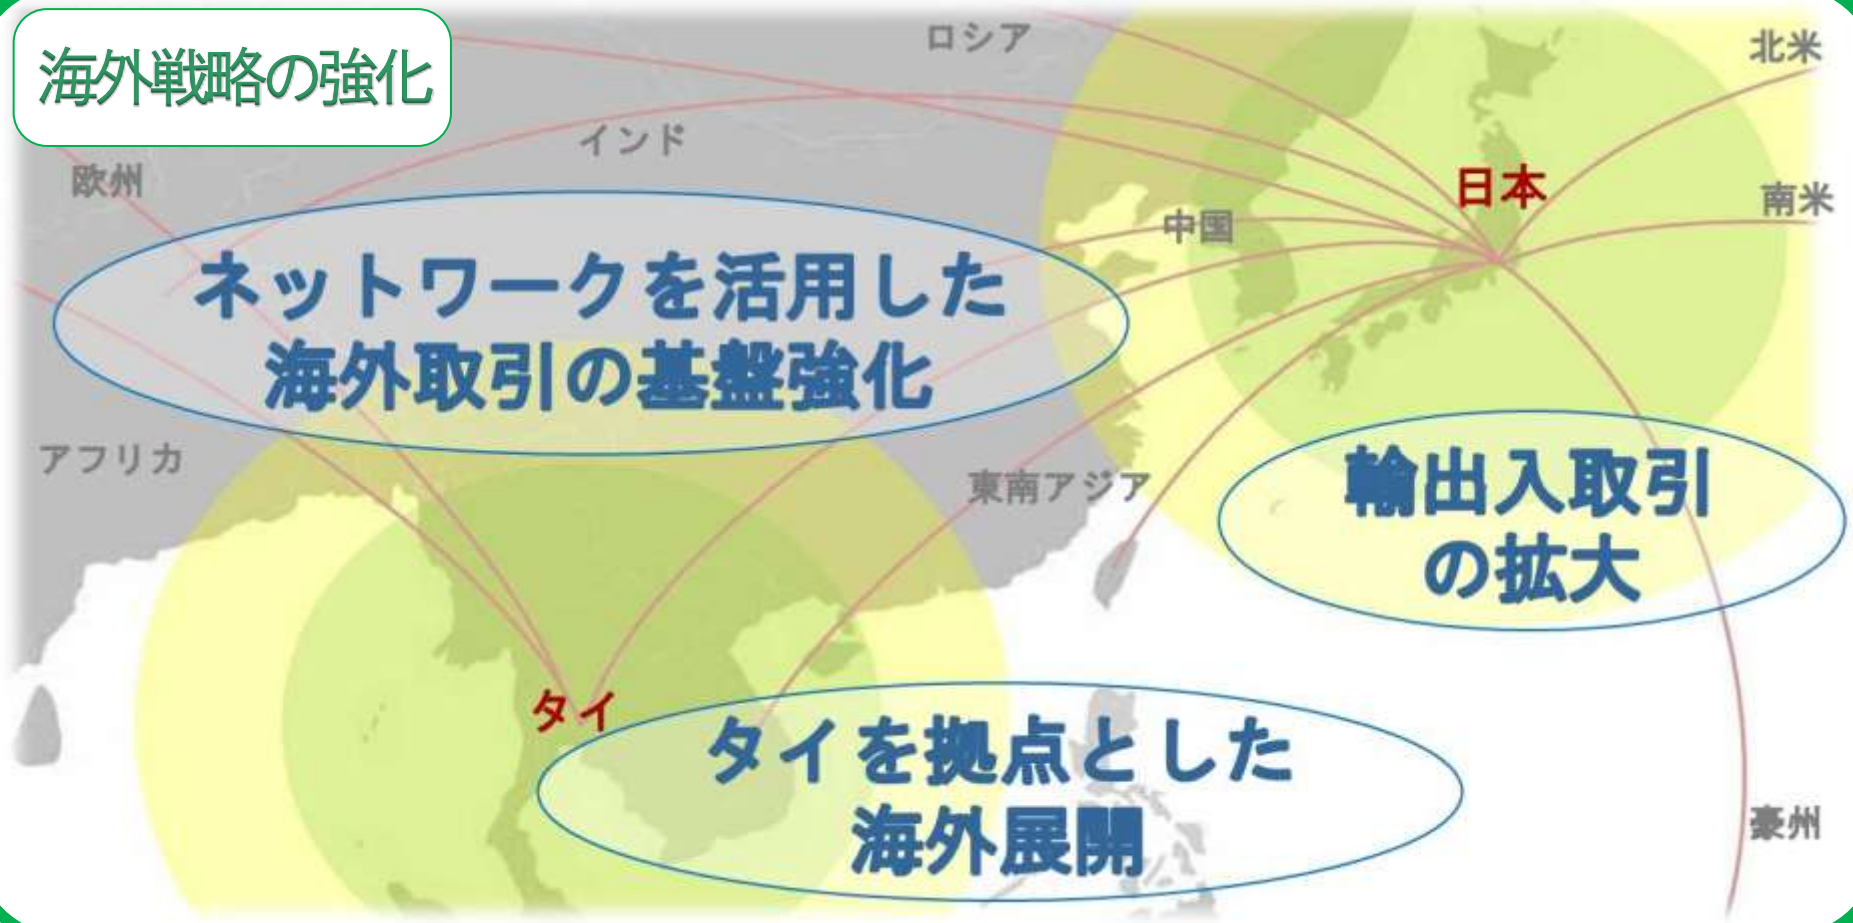 海外戦略の強化
ロシア
北米
インド
欧州
日本
南米
中国
ネットワークを活用した
海外取引の基盤強化
アフリカ
東南アジア
輸出入取引
の拡大
タイ
タイを拠点とした
海外展開
豪州